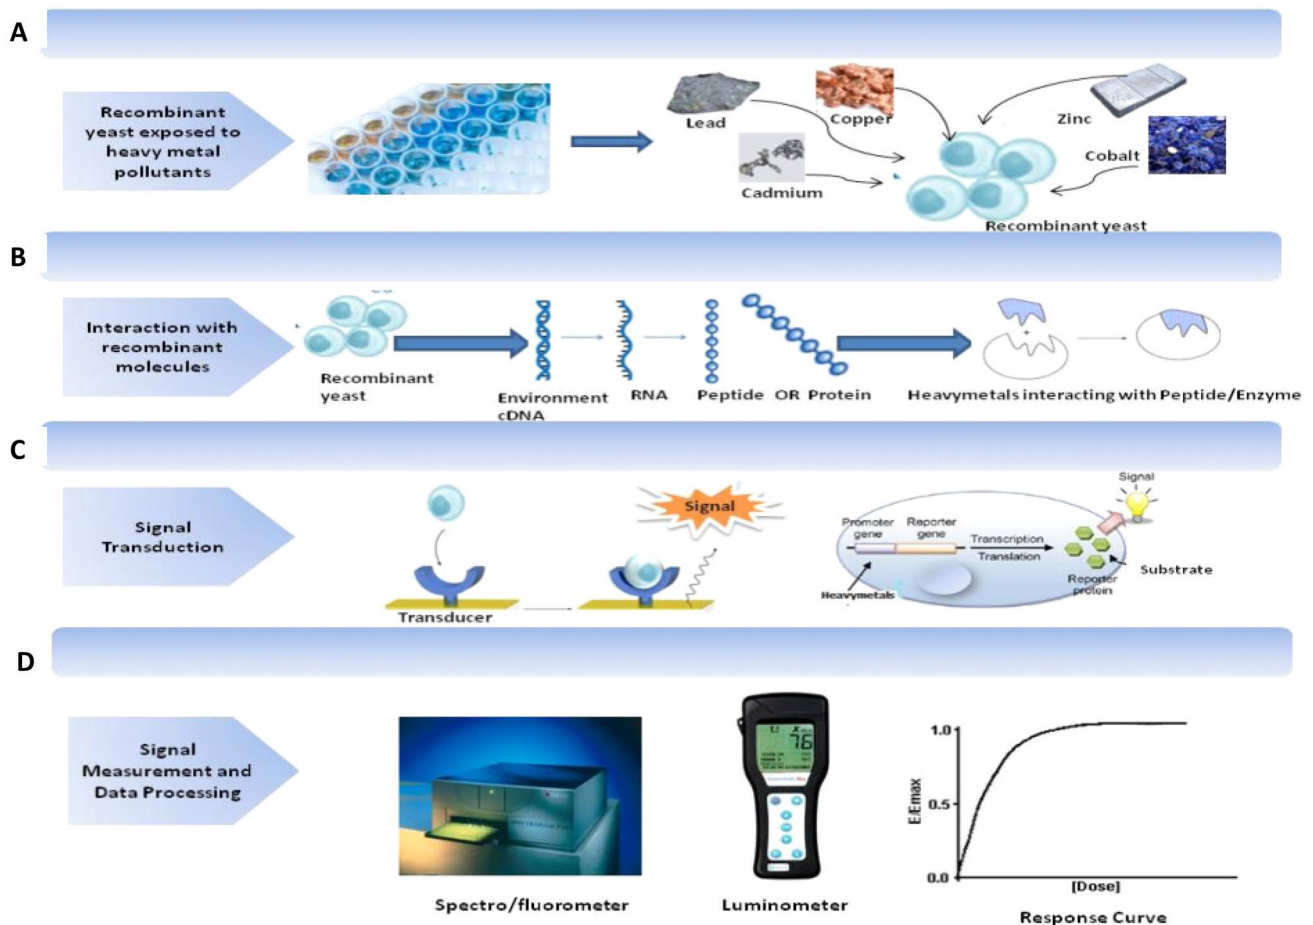 A
Recombinant
yeast exposed to
heavy metal
pollutants
Lead
Copper
Zinc
Cadmium
Cobalt
Recombinant yeast
B
Interaction with
recombinant
molecules
Recombinant
yeast
Environment
cDNA
RNA
Peptide OR Protein
Heavymetals interacting with Peptide/Enzyme
C
Signal
Transduction
Transducer
Signal
Promoter
gene
Reporter
gene
Transcription
Translation
Heavymetals
Signal
Reporter
protein
Substrate
D
Signal
Measurement and
Data Processing
Spectro/fluorometer
76
Luminometer
E/Emax
1.0
0.5
0.0
[Dose]
Response Curve